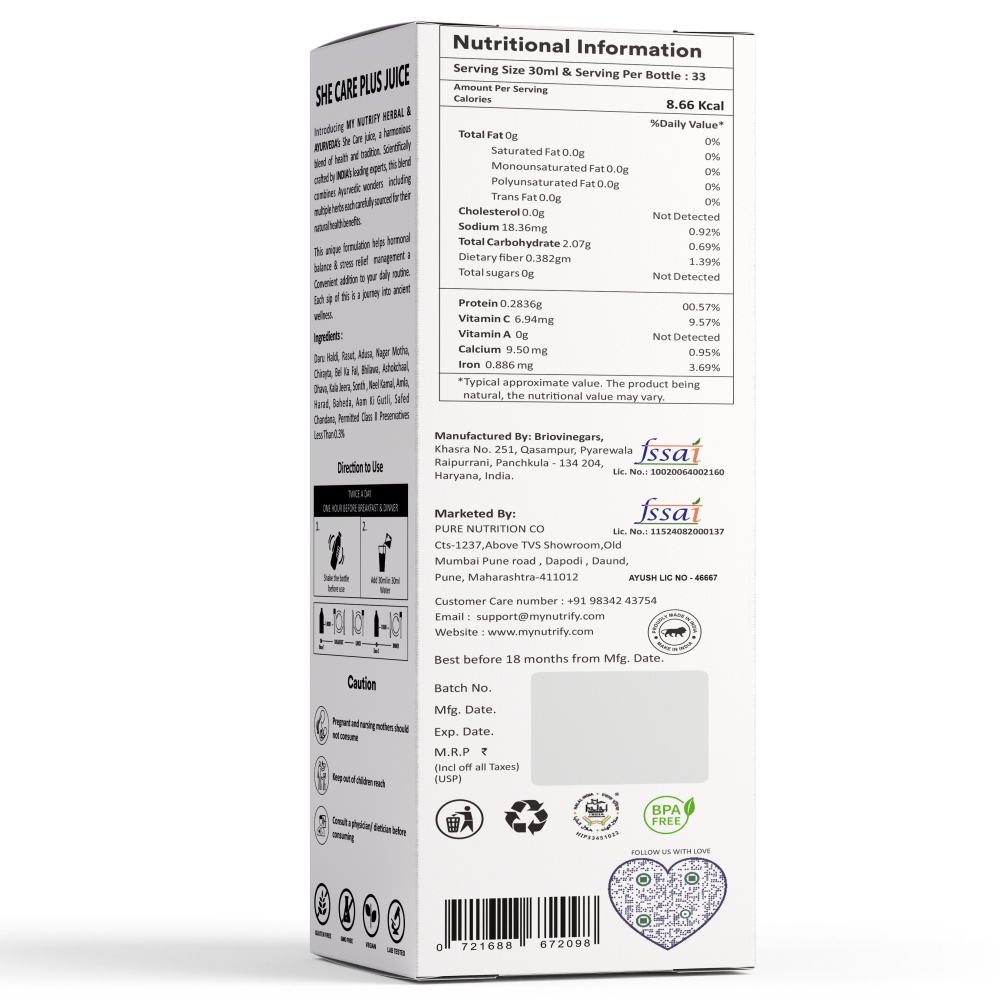 SHE CARE PLUS JUICE
Introducing MY NUTRIFY HERBAL &
AYURVEDA's She Care juice, a harmonious
blend of health and tradition. Scientifically
crafted by INDIA's leading experts, this blend
combines Ayurvedic wonders including
multiple herbs each carefully sourced for their
natural health benefits.
This unique formulation helps hormonal
balance & stress relief management a
Convenient addition to your daily routine.
Each sip of this is a journey into ancient
wellness.
Ingredients :
Daru Haldi, Rasut, Adusa, Nagar Motha,
Chirayta, Bel Ka Fal, Bhilawa, Ashokchaal,
Dhava, Kala Jeera, Sonth , Neel Kamal, Amla,
Harad, Baheda, Aam Ki Gutli, Safed
Chandana, Permitted Class II Preservatives
Less Than 0.3%
Direction to Use
TWICE A DAY
ONE HOUR BEFORE BREAKFAST & DINNER
1.
2.
Shake the bottle
before use
Add 30ml in 30ml
Water
Caution
Pregnant and nursing mothers should
not consume
Keep out of children reach
Consult a physician/ dietician before
consuming
GLUTEN FREE
GMO FREE
VEGAN
LAB TESTED
Nutritional Information
Serving Size 30ml & Serving Per Bottle : 33
Amount Per Serving
Calories 8.66 Kcal
%Daily Value*
Total Fat 0g 0%
Saturated Fat 0.0g 0%
Monounsaturated Fat 0.0g 0%
Polyunsaturated Fat 0.0g 0%
Trans Fat 0.0g 0%
Cholesterol 0.0g Not Detected
Sodium 18.36mg 0.92%
Total Carbohydrate 2.07g 0.69%
Dietary fiber 0.382gm 1.39%
Total sugars 0g Not Detected
Protein 0.2836g 00.57%
Vitamin C 6.94mg 9.57%
Vitamin A 0g Not Detected
Calcium 9.50 mg 0.95%
Iron 0.886 mg 3.69%
*Typical approximate value. The product being
natural, the nutritional value may vary.
Manufactured By: Briovinegars,
Khasra No. 251, Qasampur, Pyarewala
Raipurrani, Panchkula - 134 204,
Haryana, India.
fssai
Lic. No.: 10020064002160
Marketed By:
PURE NUTRITION CO
Cts-1237,Above TVS Showroom,Old
Mumbai Pune road , Dapodi , Daund,
Pune, Maharashtra-411012
fssai
Lic. No.: 11524082000137
AYUSH LIC NO - 46667
Customer Care number : +91 98342 43754
Email : support@mynutrify.com
Website : www.mynutrify.com
PROUDLY MADE IN INDIA
MAKE IN INDIA
Best before 18 months from Mfg. Date.
Batch No.
Mfg. Date.
Exp. Date.
M.R.P ₹
(Incl off all Taxes)
(USP)
BPA
FREE
FOLLOW US WITH LOVE
0 721688 672098